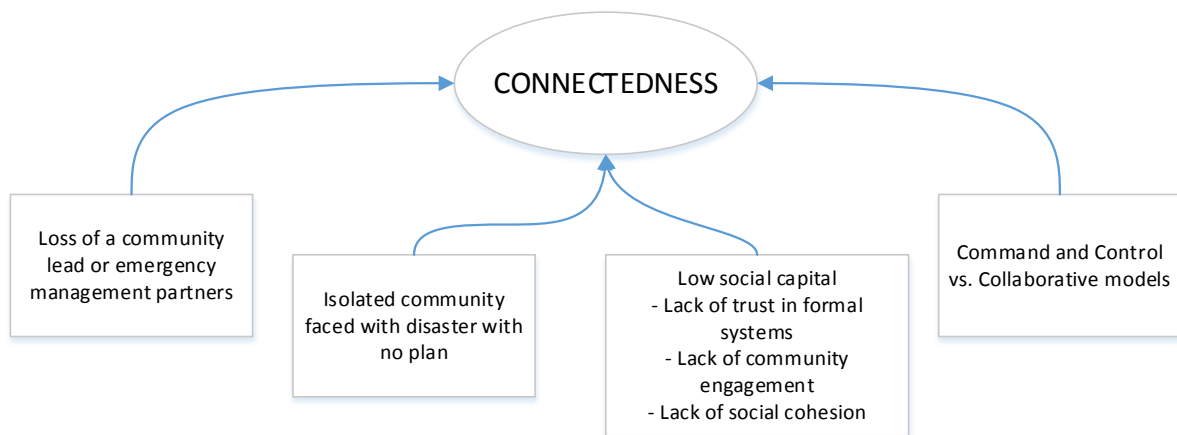 CONNECTEDNESS
Loss of a community
lead or emergency
management partners
Isolated community
faced with disaster with
no plan
Low social capital
- Lack of trust in formal
systems
- Lack of community
engagement
- Lack of social cohesion
Command and Control
vs. Collaborative models